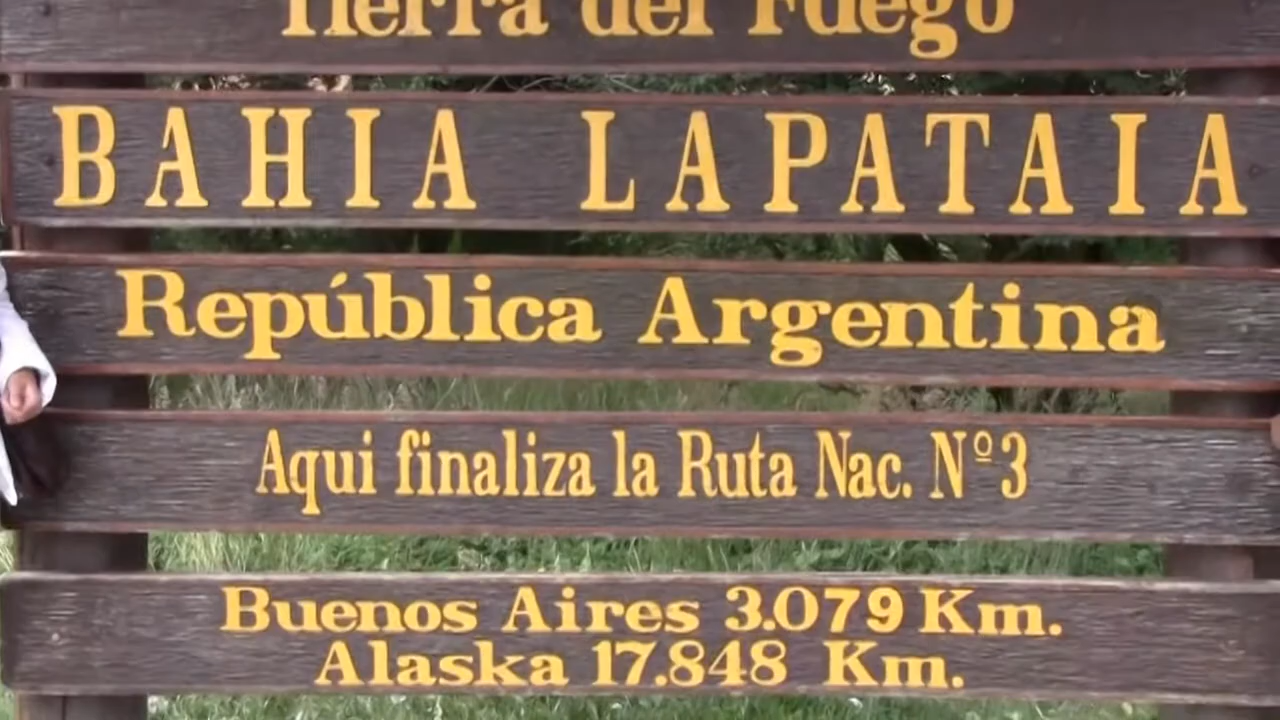 Tierra del Fuego
BAHIA LAPATAIA
República Argentina
Aqui finaliza la Ruta Nac. Nº 3
Buenos Aires 3.079 Km.
Alaska 17.848 Km.